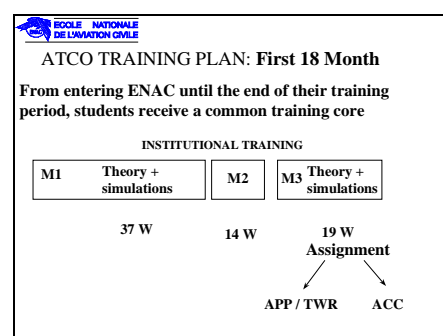 ECOLE NATIONALE
DE L'AVIATION CIVILE
ATCO TRAINING PLAN: First 18 Month
From entering ENAC until the end of their training
period, students receive a common training core
INSTITUTIONAL TRAINING
M1 Theory +
simulations
M2
M3 Theory +
simulations
37 W
14 W
19 W
Assignment
APP / TWR
ACC